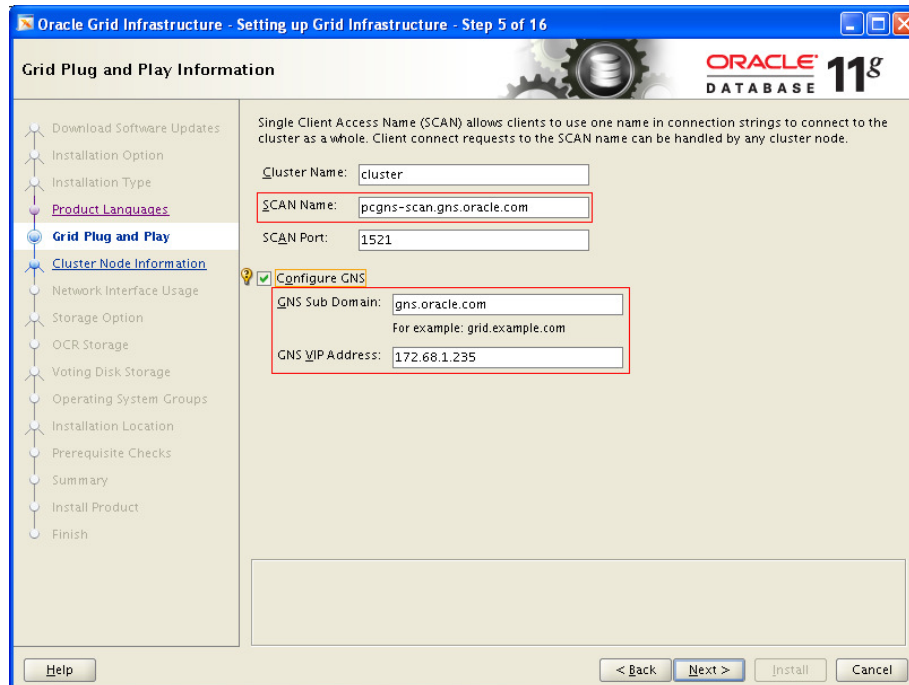 Oracle Grid Infrastructure - Setting up Grid Infrastructure - Step 5 of 16
Grid Plug and Play Information
ORACLE
DATABASE
11g
Download Software Updates
Installation Option
Installation Type
Product Languages
Grid Plug and Play
Cluster Node Information
Network Interface Usage
Storage Option
OCR Storage
Voting Disk Storage
Operating System Groups
Installation Location
Prerequisite Checks
Summary
Install Product
Finish
Single Client Access Name (SCAN) allows clients to use one name in connection strings to connect to the
cluster as a whole. Client connect requests to the SCAN name can be handled by any cluster node.
Cluster Name: cluster
SCAN Name: pcgns-scan.gns.oracle.com
SCAN Port: 1521
Configure GNS
GNS Sub Domain: gns.oracle.com
For example: grid.example.com
GNS VIP Address: 172.68.1.235
Help
< Back
Next >
Install
Cancel